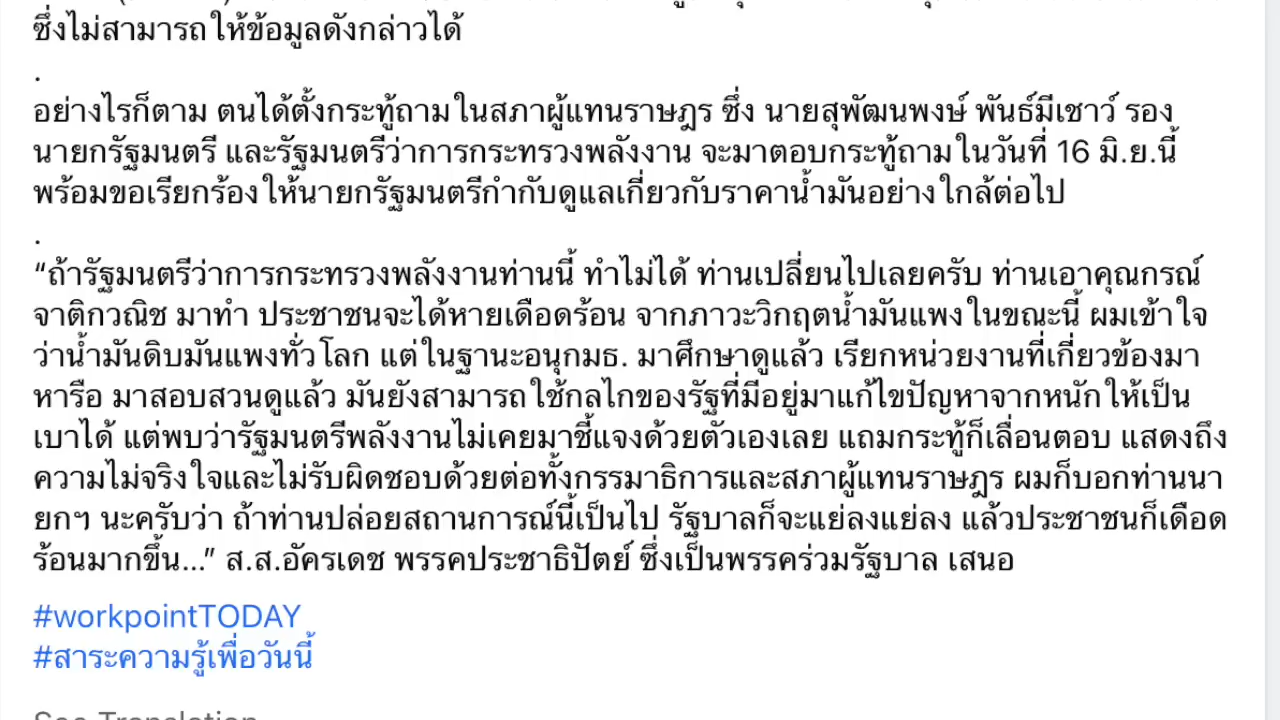 ซึ่งไม่สามารถให้ข้อมูลดังกล่าวได้
.
อย่างไรก็ตาม ตนได้ตั้งกระทู้ถามในสภาผู้แทนราษฎร ซึ่ง นายสุพัฒนพงษ์ พันธ์มีเชาว์ รอง
นายกรัฐมนตรี และรัฐมนตรีว่าการกระทรวงพลังงาน จะมาตอบกระทู้ถามในวันที่ 16 มิ.ย.นี้
พร้อมขอเรียกร้องให้นายกรัฐมนตรีกำกับดูแลเกี่ยวกับราคาน้ำมันอย่างใกล้ต่อไป
.
“ถ้ารัฐมนตรีว่าการกระทรวงพลังงานท่านนี้ ทำไม่ได้ ท่านเปลี่ยนไปเลยครับ ท่านเอาคุณกรณ์
จาติกวณิช มาทำ ประชาชนจะได้หายเดือดร้อน จากภาวะวิกฤตน้ำมันแพงในขณะนี้ ผมเข้าใจ
ว่าน้ำมันดิบมันแพงทั่วโลก แต่ในฐานะอนุกมธ. มาศึกษาดูแล้ว เรียกหน่วยงานที่เกี่ยวข้องมา
หารือ มาสอบสวนดูแล้ว มันยังสามารถใช้กลไกของรัฐที่มีอยู่มาแก้ไขปัญหาจากหนักให้เป็น
เบาได้ แต่พบว่ารัฐมนตรีพลังงานไม่เคยมาชี้แจงด้วยตัวเองเลย แถมกระทู้ก็เลื่อนตอบ แสดงถึง
ความไม่จริงใจและไม่รับผิดชอบด้วยต่อทั้งกรรมาธิการและสภาผู้แทนราษฎร ผมก็บอกท่านนา
ยกฯ นะครับว่า ถ้าท่านปล่อยสถานการณ์นี้เป็นไป รัฐบาลก็จะแย่ลงแย่ลง แล้วประชาชนก็เดือด
ร้อนมากขึ้น...” ส.ส.อัครเดช พรรคประชาธิปัตย์ ซึ่งเป็นพรรคร่วมรัฐบาล เสนอ
#workpointTODAY
#สาระความรู้เพื่อวันนี้
See Translation